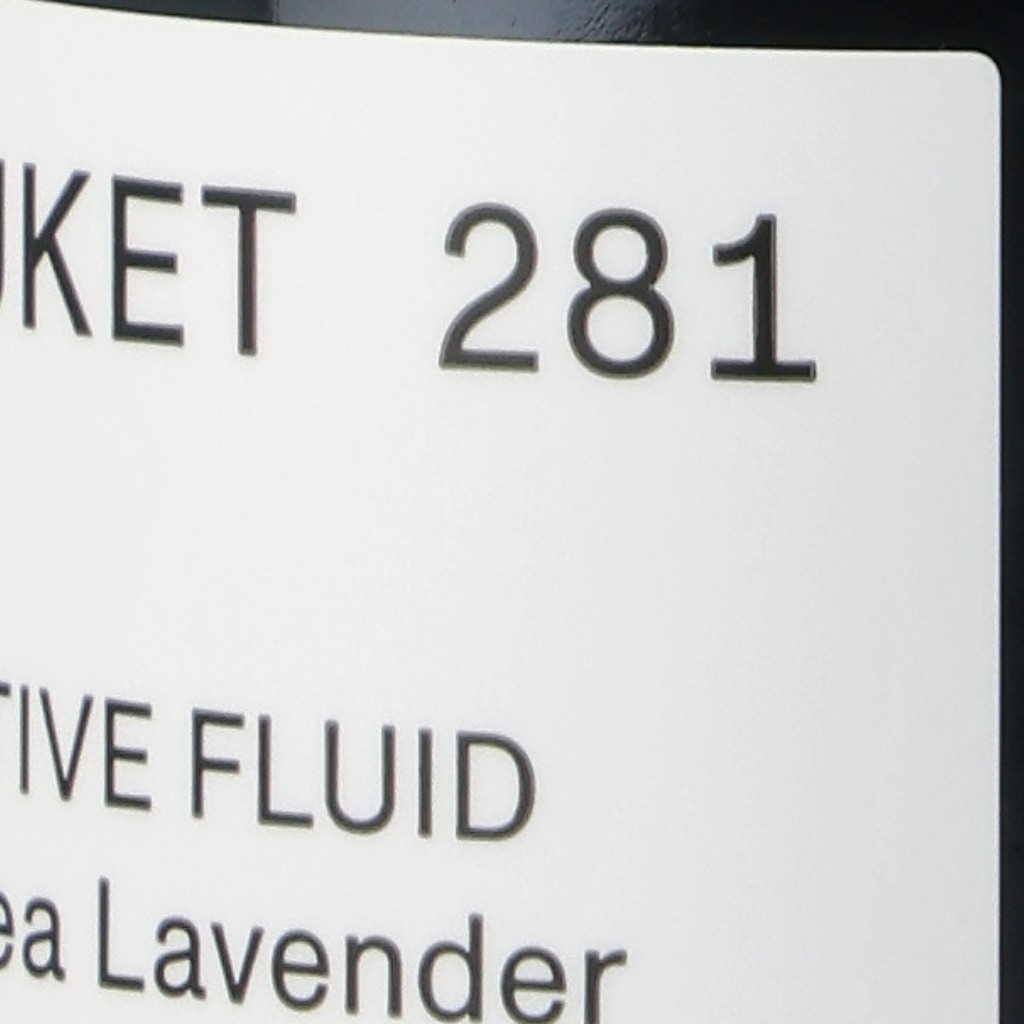 UKET 281
TIVE FLUID
ea Lavender